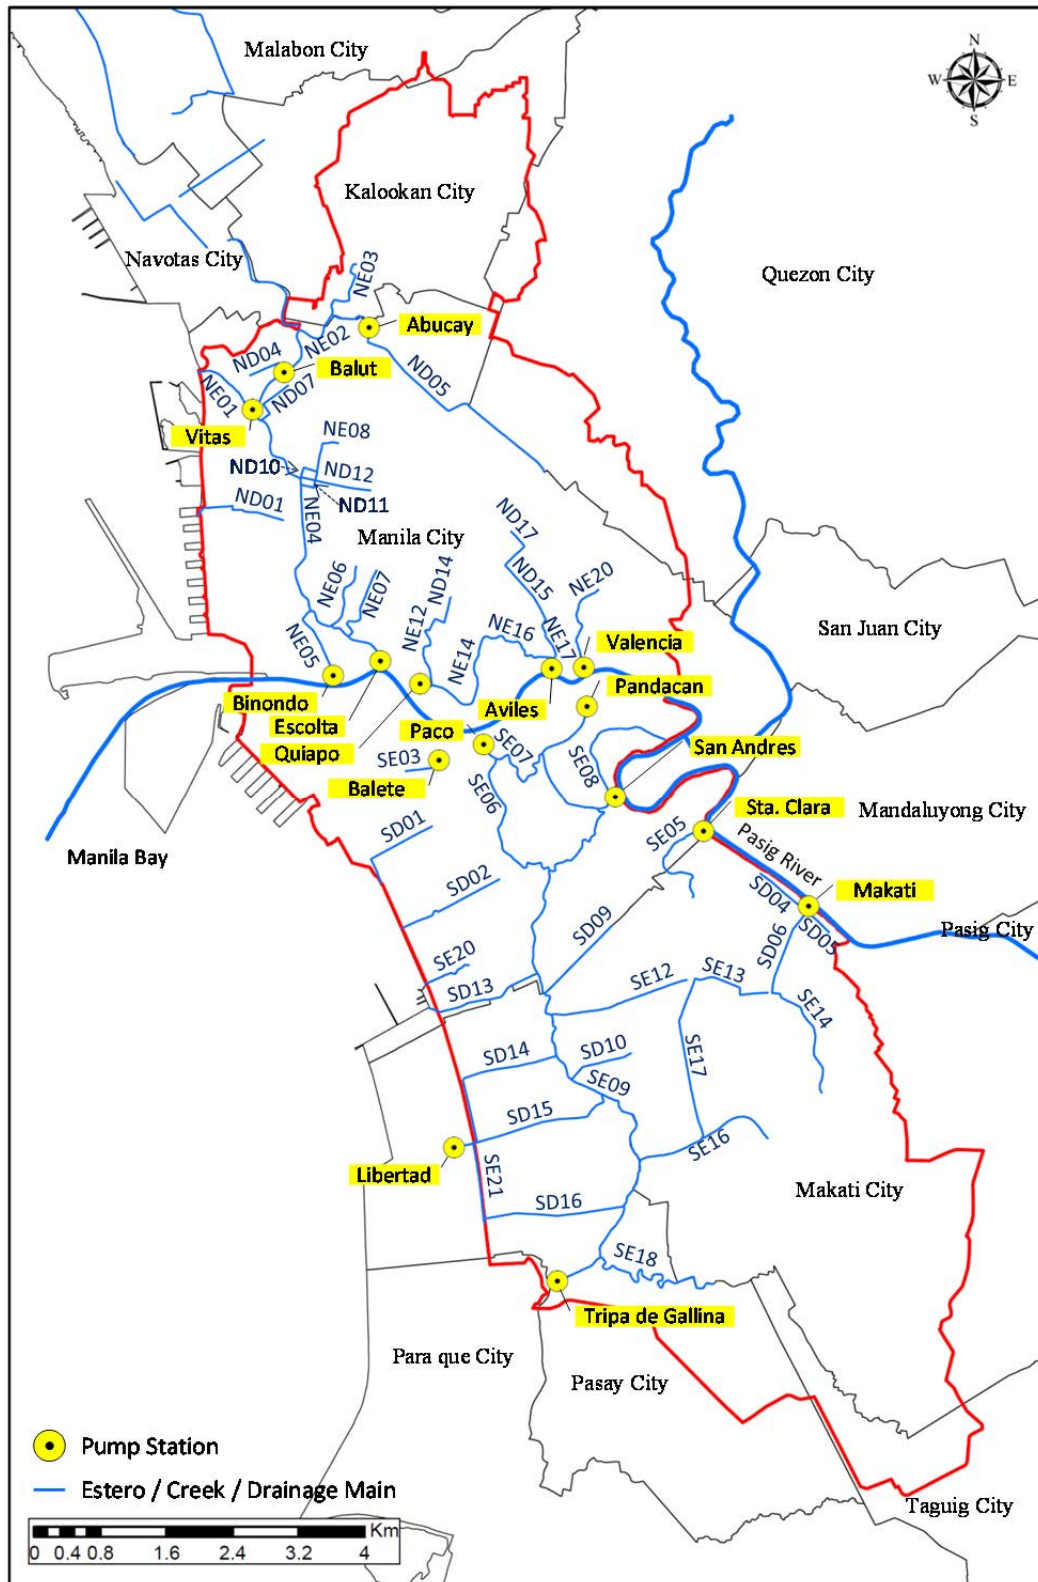 Malabon City
N
W
E
S
Kalookan City
Navotas City
NE03
Quezon City
Abucay
ND04
NE02
Balut
ND05
NE01
ND07
Vitas
NE08
ND10
ND12
ND01
ND11
NE04
Manila City
ND17
NE06
NE07
ND14
ND15
NE20
NE12
NE16
San Juan City
NE05
NE14
NE17
Valencia
Binondo
Pandacan
Escolta
Aviles
Quiapo
Paco
SE07
San Andres
SE03
SE08
Balete
SE06
Sta. Clara
Mandaluyong City
SD01
SE05
Pasig River
Manila Bay
SD02
SD04
Makati
SD09
SD05
Pasig City
SD06
SE20
SE12
SE13
SD13
SE14
SD14
SD10
SE17
SE09
SD15
SE16
Libertad
SE21
Makati City
SD16
SE18
Tripa de Gallina
Para que City
Pasay City
Pump Station
Estero / Creek / Drainage Main
Taguig City
Km
0 0.4 0.8 1.6 2.4 3.2 4